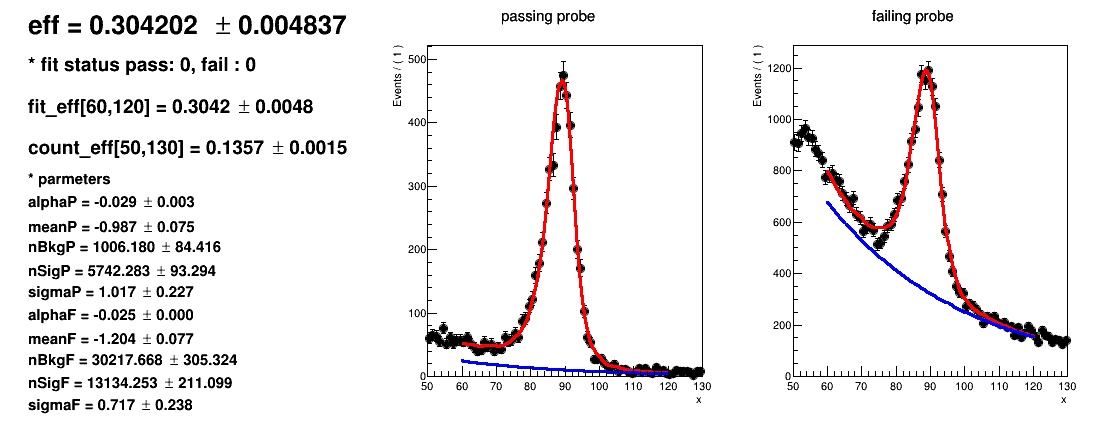 eff = 0.304202 ± 0.004837
* fit status pass: 0, fail : 0
fit_eff[60,120] = 0.3042 ± 0.0048
count_eff[50,130] = 0.1357 ± 0.0015
* parmeters
alphaP = -0.029 ± 0.003
meanP = -0.987 ± 0.075
nBkgP = 1006.180 ± 84.416
nSigP = 5742.283 ± 93.294
sigmaP = 1.017 ± 0.227
alphaF = -0.025 ± 0.000
meanF = -1.204 ± 0.077
nBkgF = 30217.668 ± 305.324
nSigF = 13134.253 ± 211.099
sigmaF = 0.717 ± 0.238
passing probe
Events / ( 1 )
500
400
300
200
100
0
50 60 70 80 90 100 110 120 130
x
failing probe
Events / ( 1 )
1200
1000
800
600
400
200
0
50 60 70 80 90 100 110 120 130
x